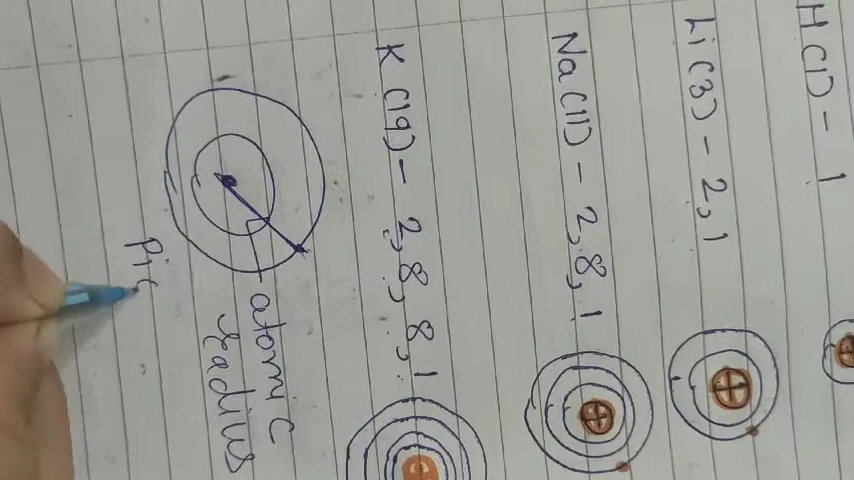 H(1) - 1
Li(3) - 2,1
Na(11) - 2,8,1
K(19) - 2,8,8,1
atomic
radius
Pic